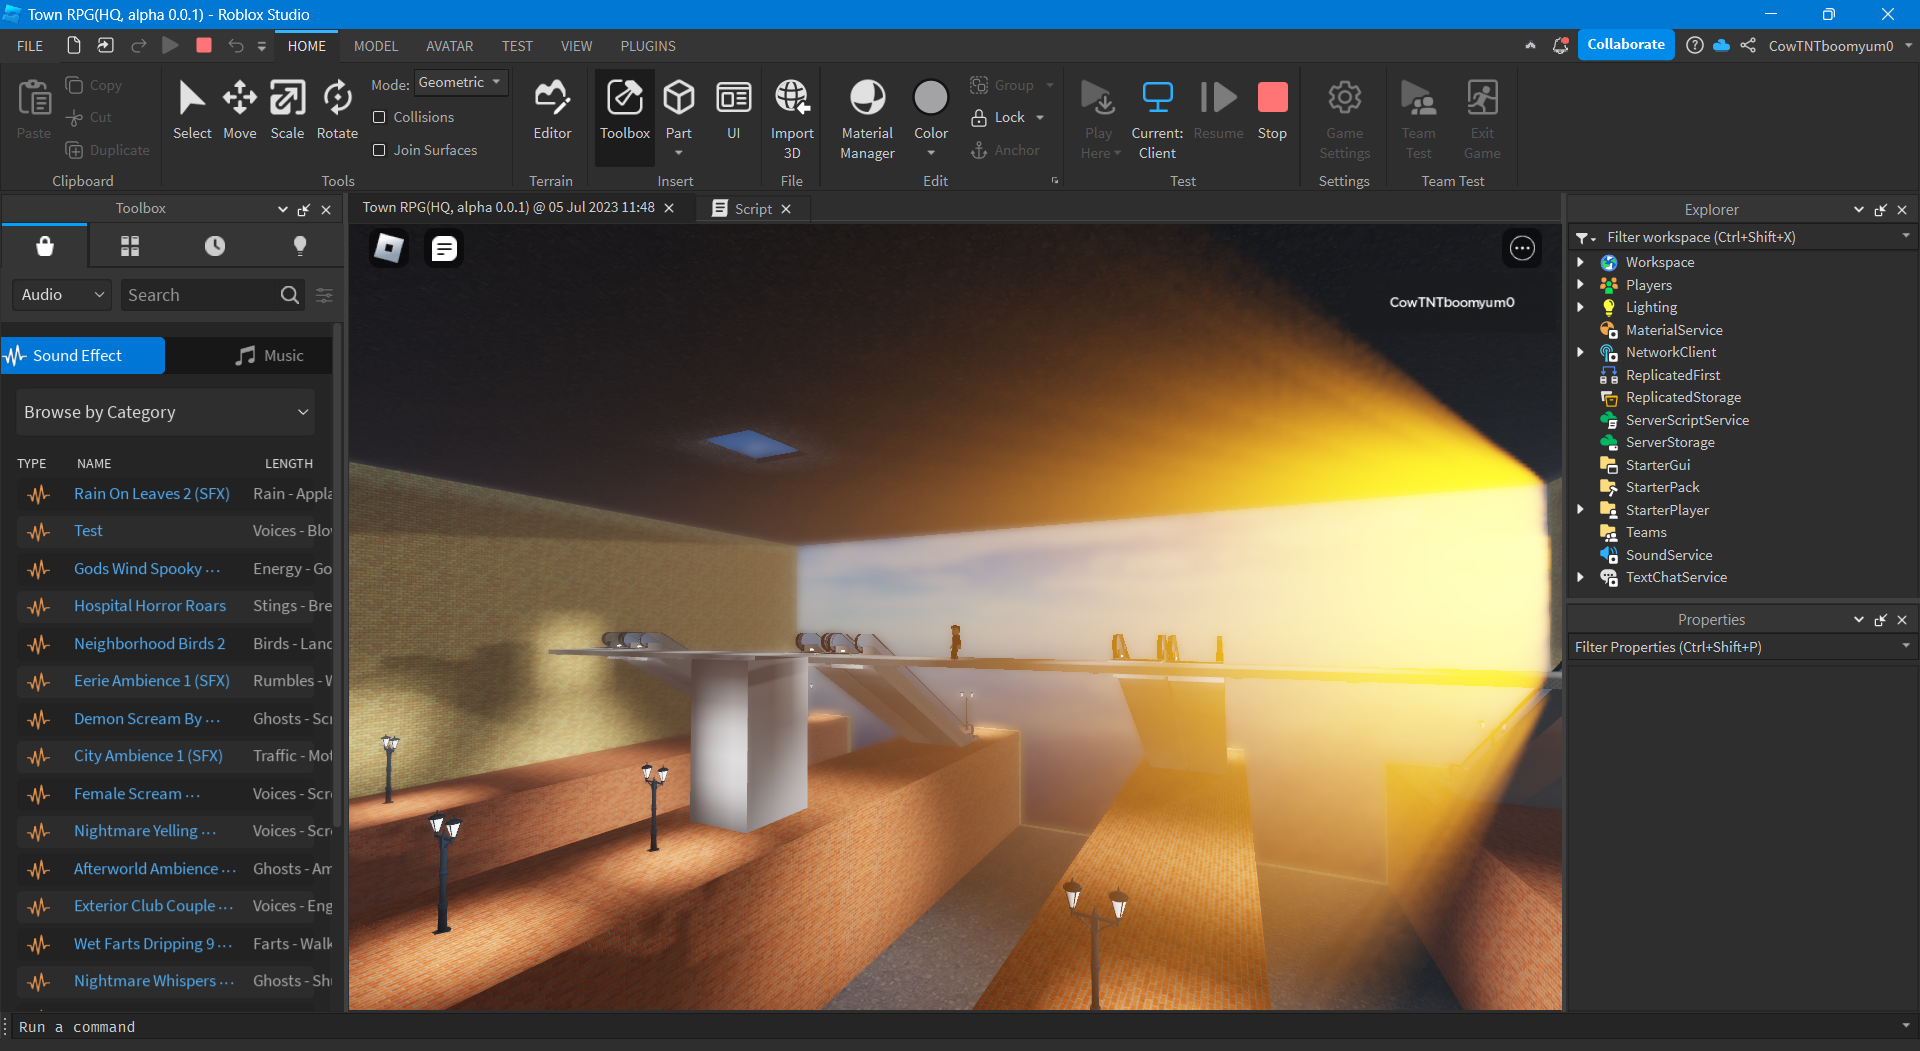 Town RPG(HQ, alpha 0.0.1) - Roblox Studio
FILE HOME MODEL AVATAR TEST VIEW PLUGINS Collaborate CowTNTboomyum0
Paste Copy Cut Duplicate
Clipboard
Select Move Scale Rotate
Mode: Geometric
Collisions
Join Surfaces
Tools
Editor
Terrain
Toolbox Part UI
Insert
Import 3D
File
Material Manager Color
Group
Lock
Anchor
Edit
Play Here Current: Client Resume Stop
Test
Game Settings
Settings
Team Test Exit Game
Team Test
Toolbox
Audio Search
Sound Effect Music
Browse by Category
TYPE NAME LENGTH
Rain On Leaves 2 (SFX) Rain - Appla
Test Voices - Blo
Gods Wind Spooky ... Energy - Go
Hospital Horror Roars Stings - Bre
Neighborhood Birds 2 Birds - Land
Eerie Ambience 1 (SFX) Rumbles - W
Demon Scream By ... Ghosts - Scr
City Ambience 1 (SFX) Traffic - Mot
Female Scream ... Voices - Scre
Nightmare Yelling ... Voices - Scre
Afterworld Ambience ... Ghosts - Am
Exterior Club Couple ... Voices - Eng
Wet Farts Dripping 9 ... Farts - Walk
Nightmare Whispers ... Ghosts - Shu
Town RPG(HQ, alpha 0.0.1) @ 05 Jul 2023 11:48 Script
CowTNTboomyum0
Explorer
Filter workspace (Ctrl+Shift+X)
Workspace
Players
Lighting
MaterialService
NetworkClient
ReplicatedFirst
ReplicatedStorage
ServerScriptService
ServerStorage
StarterGui
StarterPack
StarterPlayer
Teams
SoundService
TextChatService
Properties
Filter Properties (Ctrl+Shift+P)
Run a command